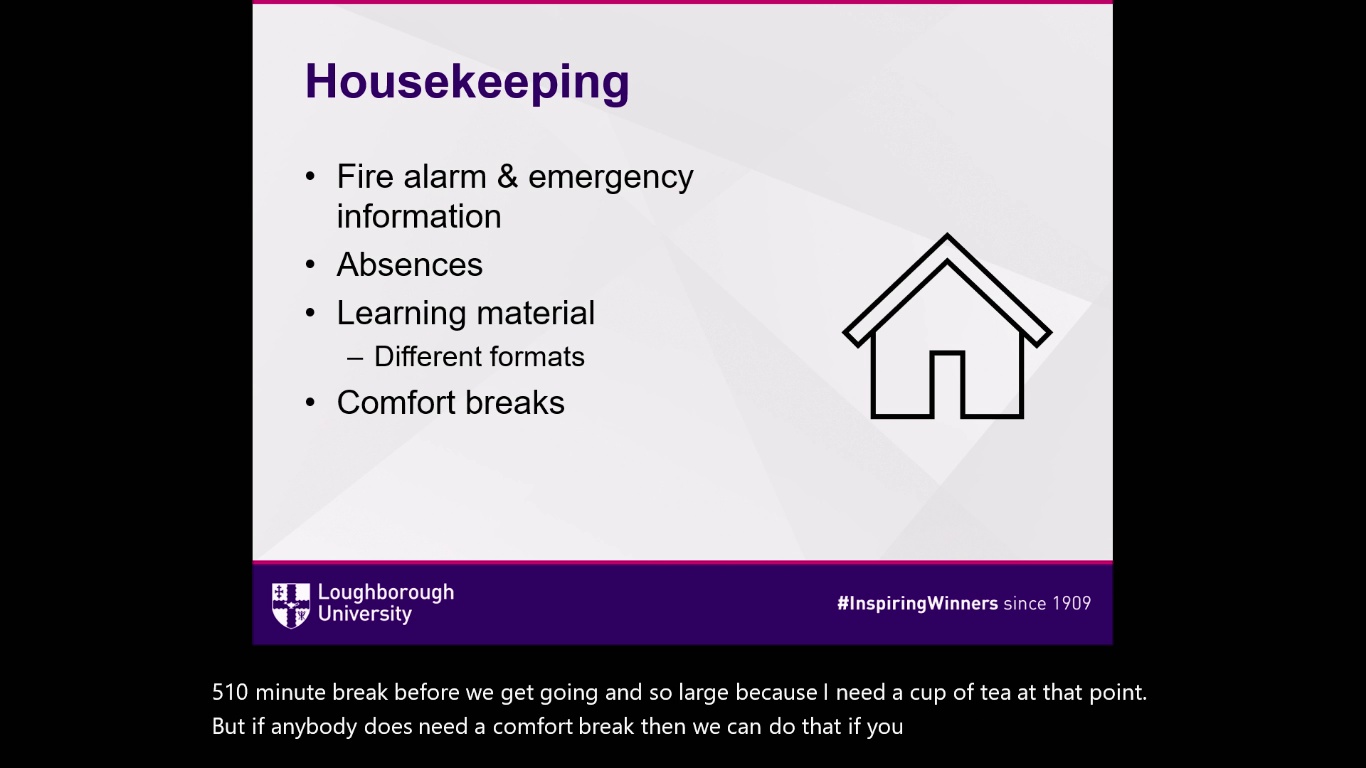 Housekeeping
• Fire alarm & emergency
information
• Absences
• Learning material
– Different formats
• Comfort breaks
Loughborough
University
#InspiringWinners since 1909
510 minute break before we get going and so large because I need a cup of tea at that point.
But if anybody does need a comfort break then we can do that if you